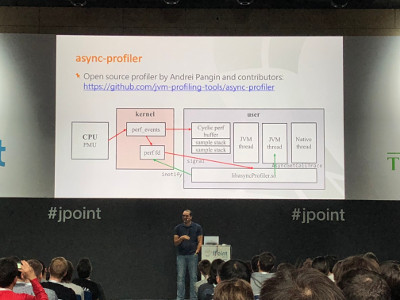 async-profiler
Open source profiler by Andrei Pangin and contributors:
https://github.com/jvm-profiling-tools/async-profiler
kernel
user
CPU
PMU
perf_events
perf fd
Cyclic perf
buffer
sample stack
sample stack
JVM
thread
JVM
thread
Native
thread
signal
AsyncGetCallTrace
ioctl
libasyncProfiler.so
#jpoint
#jpoint